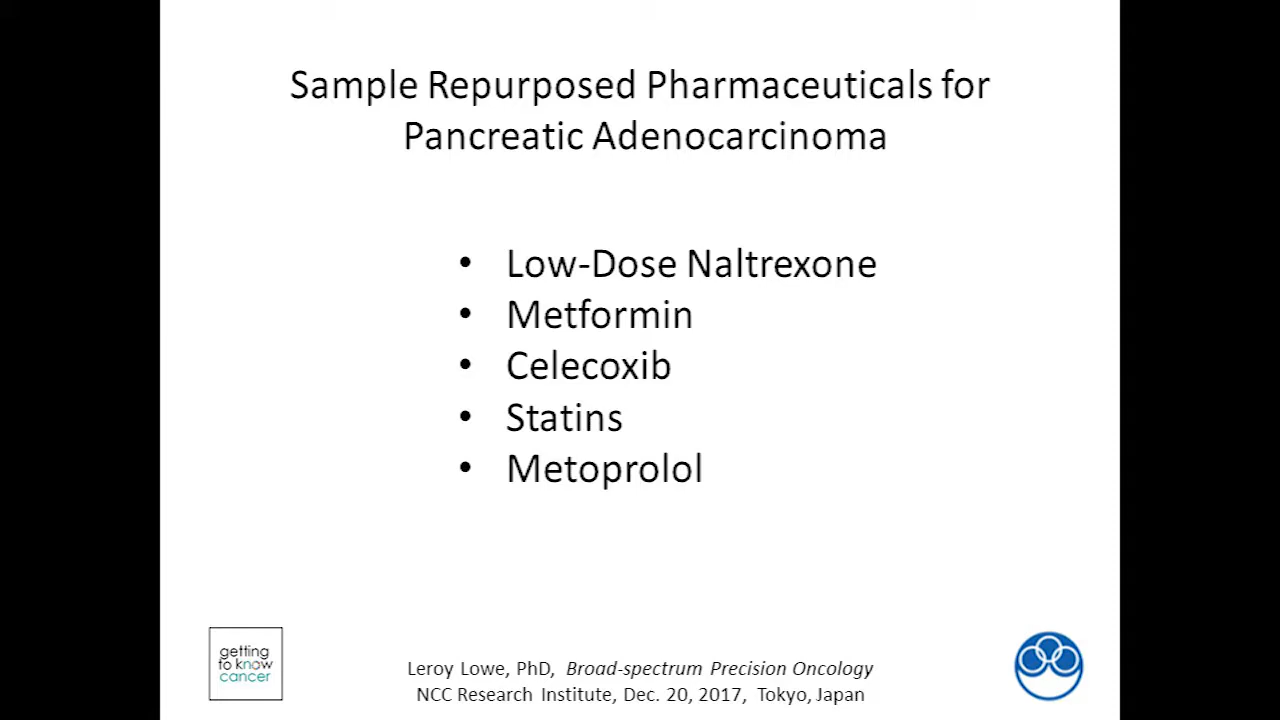 Sample Repurposed Pharmaceuticals for
Pancreatic Adenocarcinoma
• Low-Dose Naltrexone
• Metformin
• Celecoxib
• Statins
• Metoprolol
getting
to know
cancer
Leroy Lowe, PhD, Broad-spectrum Precision Oncology
NCC Research Institute, Dec. 20, 2017, Tokyo, Japan